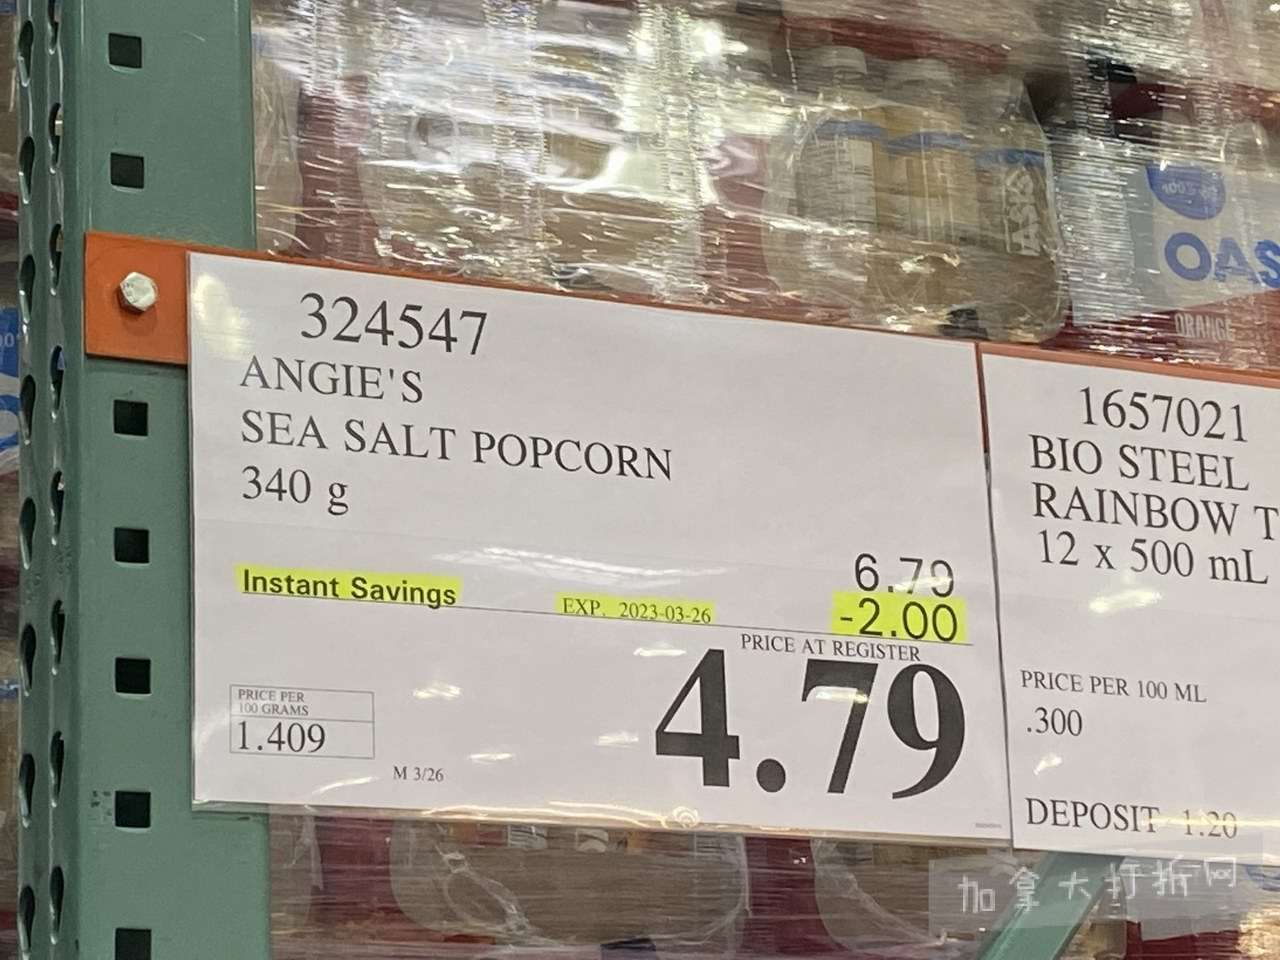 324547
ANGIE'S
SEA SALT POPCORN
340 g
6.79
Instant Savings EXP. 2023-03-26 -2.00
PRICE AT REGISTER
4.79
PRICE PER
100 GRAMS
1.409
M 3/26
1657021
BIO STEEL
RAINBOW T
12 x 500 mL
PRICE PER 100 ML
.300
DEPOSIT 1.20
OAS
ORANGE
OASIS
加拿大打折网